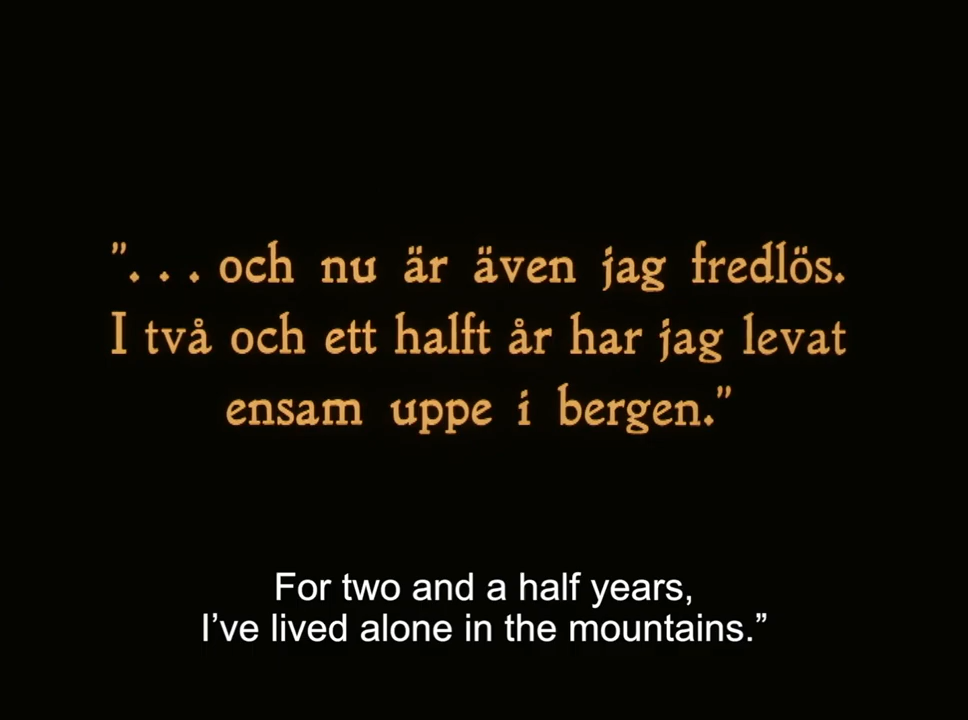 ". . . och nu är även jag fredlös.
I två och ett halft år har jag levat
ensam uppe i bergen."
For two and a half years,
I’ve lived alone in the mountains.”